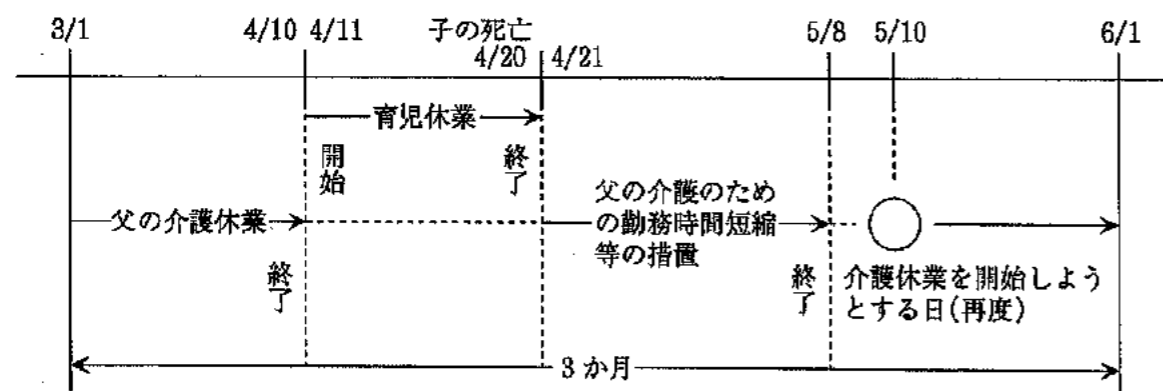 3/1
4/10 4/11
子の死亡
4/20 4/21
5/8 5/10
6/1
育児休業
開始
終了
父の介護休業
終了
父の介護のため
の勤務時間短縮
等の措置
終了
介護休業を開始しよう
とする日(再度)
3か月